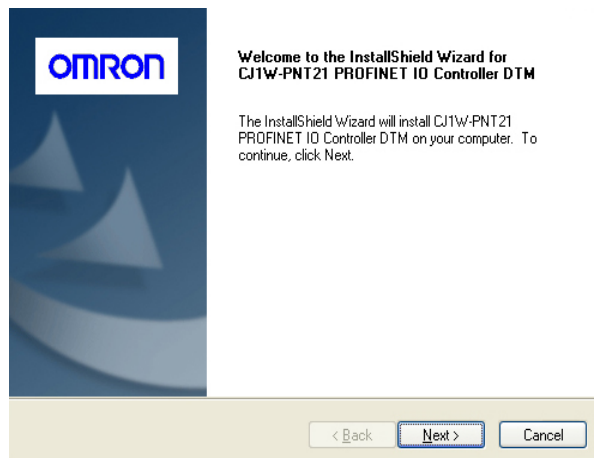 OMRON
Welcome to the InstallShield Wizard for
CJ1W-PNT21 PROFINET IO Controller DTM
The InstallShield Wizard will install CJ1W-PNT21
PROFINET IO Controller DTM on your computer. To
continue, click Next.
< Back
Next >
Cancel